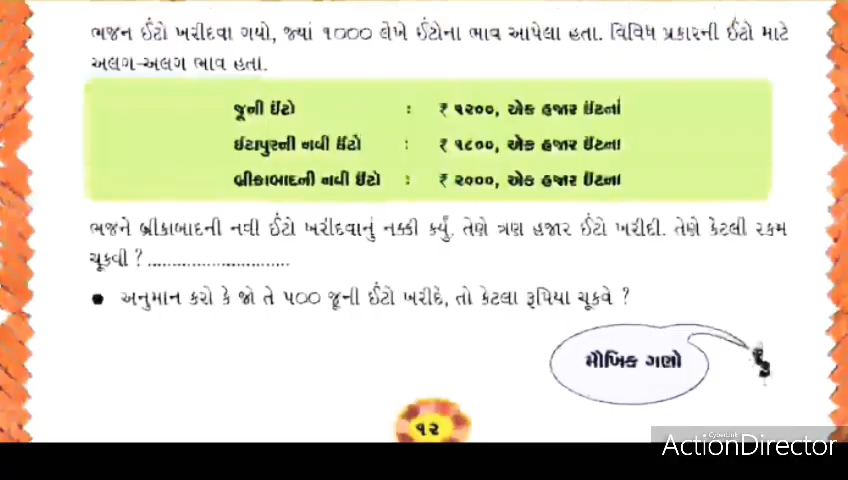 ભજન ઈંટો ખરીદવા ગયો, જ્યાં ૧૦૦૦ લેખે ઈંટોના ભાવ આપેલા હતા. વિવિધ પ્રકારની ઈંટો માટે
અલગ-અલગ ભાવ હતા.
જૂની ઈંટો : ₹ ૧૨૦૦, એક હજાર ઈંટનાં
ઈંટાપુરની નવી ઈંટો : ₹ ૧૮૦૦, એક હજાર ઈંટના
બ્રીકાબાદની નવી ઈંટો : ₹ ૨૦૦૦, એક હજાર ઈંટના
ભજને બ્રીકાબાદની નવી ઈંટો ખરીદવાનું નક્કી કર્યું. તેણે ત્રણ હજાર ઈંટો ખરીદી. તેણે કેટલી રકમ
ચૂકવી ?............................
● અનુમાન કરો કે જો તે ૫૦૦ જૂની ઈંટો ખરીદે, તો કેટલા રૂપિયા ચૂકવે ?
મૌખિક ગણો
૧૨
CyberLink
ActionDirector